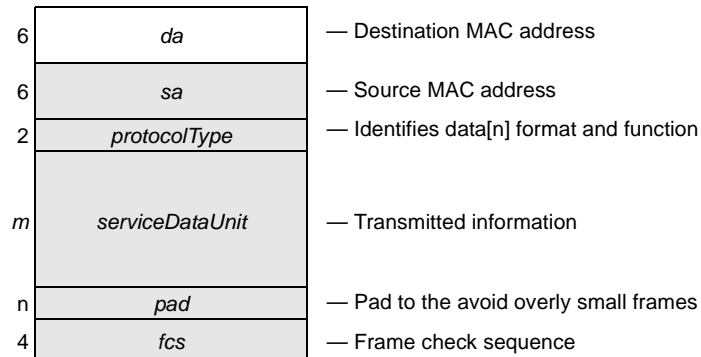 6 da — Destination MAC address
6 sa — Source MAC address
2 protocolType — Identifies data[n] format and function
m serviceDataUnit — Transmitted information
n pad — Pad to the avoid overly small frames
4 fcs — Frame check sequence